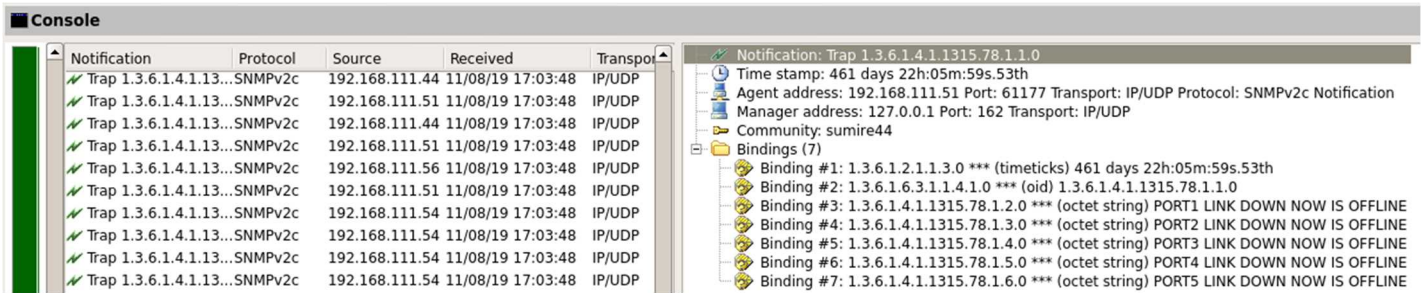 Console
Notification Protocol Source Received Transpor
Trap 1.3.6.1.4.1.13...SNMPv2c 192.168.111.44 11/08/19 17:03:48 IP/UDP
Trap 1.3.6.1.4.1.13...SNMPv2c 192.168.111.51 11/08/19 17:03:48 IP/UDP
Trap 1.3.6.1.4.1.13...SNMPv2c 192.168.111.44 11/08/19 17:03:48 IP/UDP
Trap 1.3.6.1.4.1.13...SNMPv2c 192.168.111.51 11/08/19 17:03:48 IP/UDP
Trap 1.3.6.1.4.1.13...SNMPv2c 192.168.111.56 11/08/19 17:03:48 IP/UDP
Trap 1.3.6.1.4.1.13...SNMPv2c 192.168.111.51 11/08/19 17:03:48 IP/UDP
Trap 1.3.6.1.4.1.13...SNMPv2c 192.168.111.54 11/08/19 17:03:48 IP/UDP
Trap 1.3.6.1.4.1.13...SNMPv2c 192.168.111.54 11/08/19 17:03:48 IP/UDP
Trap 1.3.6.1.4.1.13...SNMPv2c 192.168.111.54 11/08/19 17:03:48 IP/UDP
Trap 1.3.6.1.4.1.13...SNMPv2c 192.168.111.54 11/08/19 17:03:48 IP/UDP
Notification: Trap 1.3.6.1.4.1.1315.78.1.1.0
Time stamp: 461 days 22h:05m:59s.53th
Agent address: 192.168.111.51 Port: 61177 Transport: IP/UDP Protocol: SNMPv2c Notification
Manager address: 127.0.0.1 Port: 162 Transport: IP/UDP
Community: sumire44
Bindings (7)
Binding #1: 1.3.6.1.2.1.1.3.0 *** (timeticks) 461 days 22h:05m:59s.53th
Binding #2: 1.3.6.1.6.3.1.1.4.1.0 *** (oid) 1.3.6.1.4.1.1315.78.1.1.0
Binding #3: 1.3.6.1.4.1.1315.78.1.2.0 *** (octet string) PORT1 LINK DOWN NOW IS OFFLINE
Binding #4: 1.3.6.1.4.1.1315.78.1.3.0 *** (octet string) PORT2 LINK DOWN NOW IS OFFLINE
Binding #5: 1.3.6.1.4.1.1315.78.1.4.0 *** (octet string) PORT3 LINK DOWN NOW IS OFFLINE
Binding #6: 1.3.6.1.4.1.1315.78.1.5.0 *** (octet string) PORT4 LINK DOWN NOW IS OFFLINE
Binding #7: 1.3.6.1.4.1.1315.78.1.6.0 *** (octet string) PORT5 LINK DOWN NOW IS OFFLINE